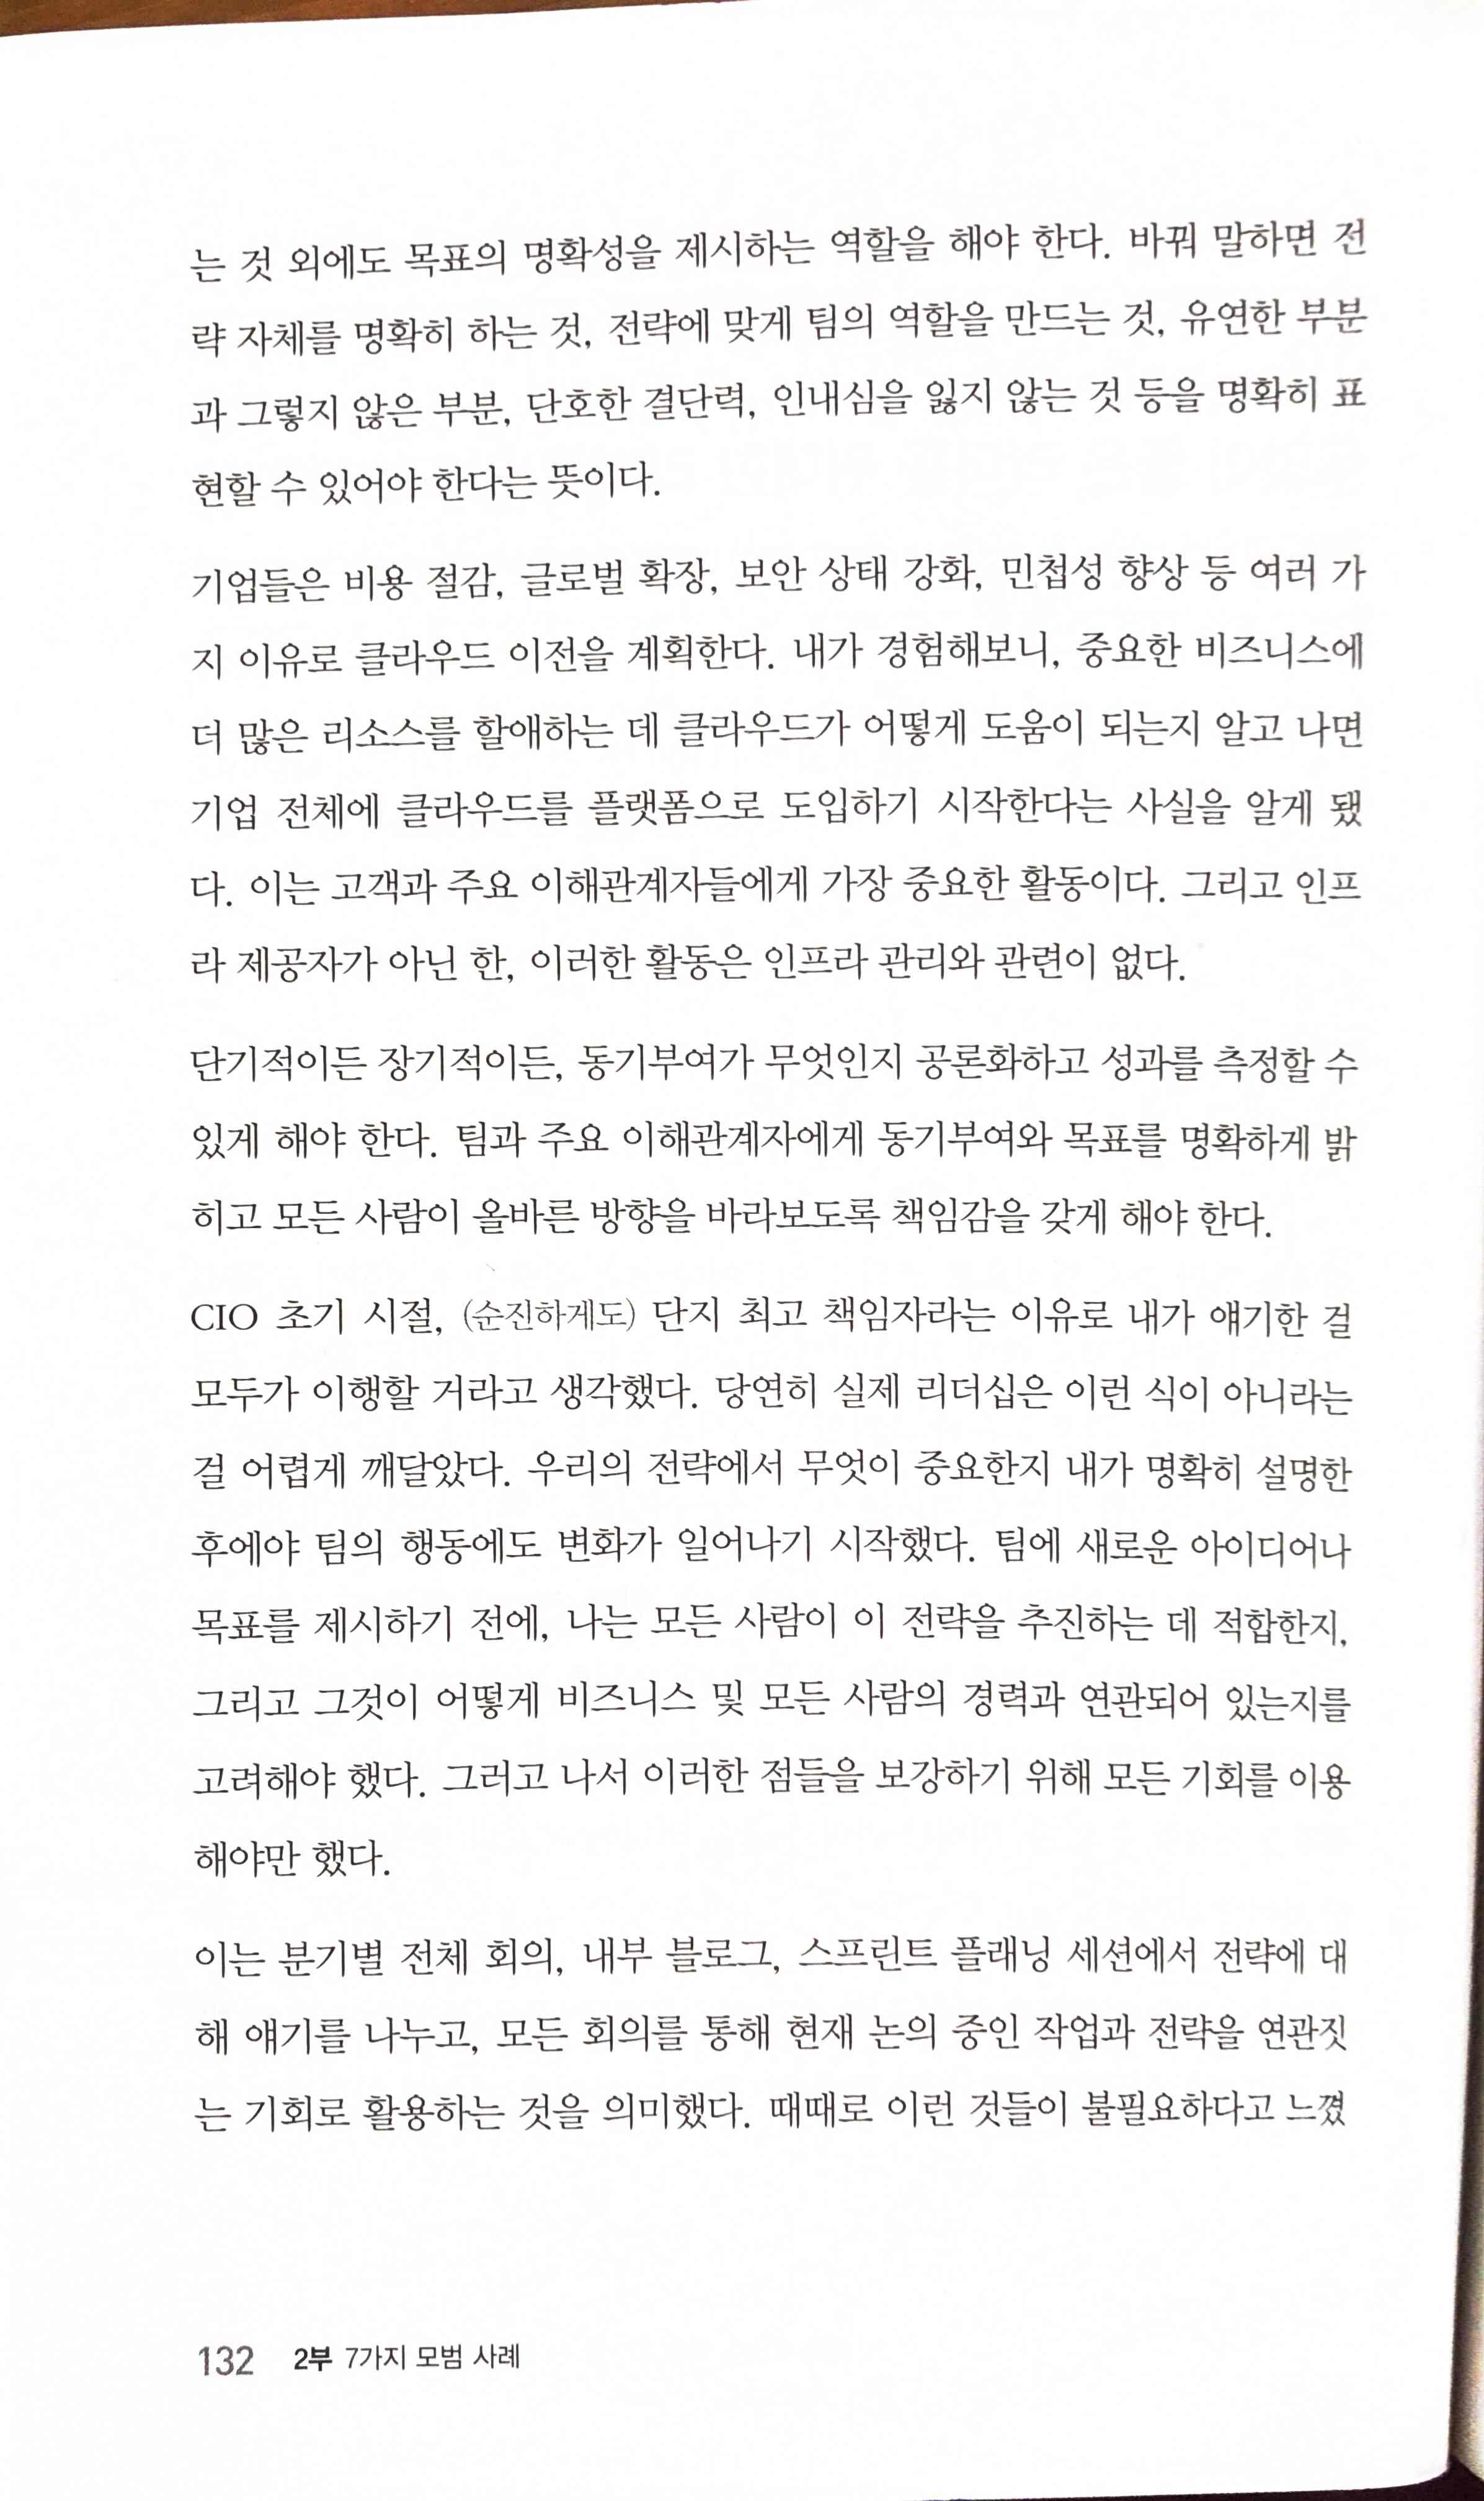 는 것 외에도 목표의 명확성을 제시하는 역할을 해야 한다. 바꿔 말하면 전
략 자체를 명확히 하는 것, 전략에 맞게 팀의 역할을 만드는 것, 유연한 부분
과 그렇지 않은 부분, 단호한 결단력, 인내심을 잃지 않는 것 등을 명확히 표
현할 수 있어야 한다는 뜻이다.
기업들은 비용 절감, 글로벌 확장, 보안 상태 강화, 민첩성 향상 등 여러 가
지 이유로 클라우드 이전을 계획한다. 내가 경험해보니, 중요한 비즈니스에
더 많은 리소스를 할애하는 데 클라우드가 어떻게 도움이 되는지 알고 나면
기업 전체에 클라우드를 플랫폼으로 도입하기 시작한다는 사실을 알게 됐
다. 이는 고객과 주요 이해관계자들에게 가장 중요한 활동이다. 그리고 인프
라 제공자가 아닌 한, 이러한 활동은 인프라 관리와 관련이 없다.
단기적이든 장기적이든, 동기부여가 무엇인지 공론화하고 성과를 측정할 수
있게 해야 한다. 팀과 주요 이해관계자에게 동기부여와 목표를 명확하게 밝
히고 모든 사람이 올바른 방향을 바라보도록 책임감을 갖게 해야 한다.
CIO 초기 시절, (순진하게도) 단지 최고 책임자라는 이유로 내가 얘기한 걸
모두가 이행할 거라고 생각했다. 당연히 실제 리더십은 이런 식이 아니라는
걸 어렵게 깨달았다. 우리의 전략에서 무엇이 중요한지 내가 명확히 설명한
후에야 팀의 행동에도 변화가 일어나기 시작했다. 팀에 새로운 아이디어나
목표를 제시하기 전에, 나는 모든 사람이 이 전략을 추진하는 데 적합한지,
그리고 그것이 어떻게 비즈니스 및 모든 사람의 경력과 연관되어 있는지를
고려해야 했다. 그러고 나서 이러한 점들을 보강하기 위해 모든 기회를 이용
해야만 했다.
이는 분기별 전체 회의, 내부 블로그, 스프린트 플래닝 세션에서 전략에 대
해 얘기를 나누고, 모든 회의를 통해 현재 논의 중인 작업과 전략을 연관짓
는 기회로 활용하는 것을 의미했다. 때때로 이런 것들이 불필요하다고 느꼈
132 2부 7가지 모범 사례